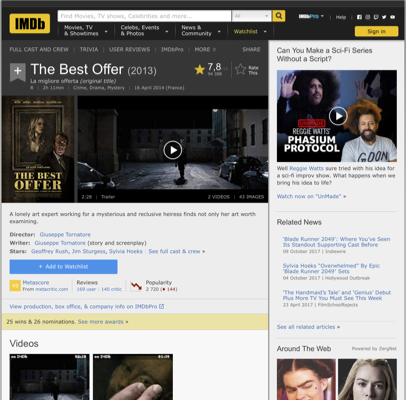 IMDb
Find Movies, TV shows, Celebrities and more...
All
IMDbPro
Help
Movies, TV
& Showtimes
Celebs, Events
& Photos
News &
Community
Watchlist
Sign in
FULL CAST AND CREW | TRIVIA | USER REVIEWS | IMDbPro | MORE
SHARE
The Best Offer (2013)
La migliore offerta (original title)
R | 2h 11min | Crime, Drama, Mystery | 16 April 2014 (France)
7,8
Rate
This
THE BEST
OFFER
2:28 | Trailer
2 VIDEOS | 43 IMAGES
A lonely art expert working for a mysterious and reclusive heiress finds not only her art worth
examining.
Director: Giuseppe Tornatore
Writer: Giuseppe Tornatore (story and screenplay)
Stars: Geoffrey Rush, Jim Sturgess, Sylvia Hoeks | See full cast & crew »
+ Add to Watchlist
Metascore
From metacritic.com
Reviews
169 user | 140 critic
Popularity
2 720 (144)
View production, box office, & company info on IMDbPro
25 wins & 26 nominations. See more awards »
Videos
Can You Make a Sci-Fi Series
Without a Script?
REGGIE WATTS'
PHASIUM
PROTOCOL
Well Reggie Watts sure tried with his idea
for a sci-fi improv show. What happens when
we bring his idea to life?
Watch now on "UnMade" »
Related News
'Blade Runner 2049': Where You've Seen
Its Standout Supporting Cast Before
09 October 2017 | Indiewire
Sylvia Hoeks "Overwhelmed" By Epic
'Blade Runner 2049' Sets
04 October 2017 | Deadline
'The Handmaid's Tale' and 'Genius' Debut
Plus More TV You Must See This Week
23 April 2017 | FilmSchoolRejects
See all related articles »
Around The Web
Powered by ZergNet